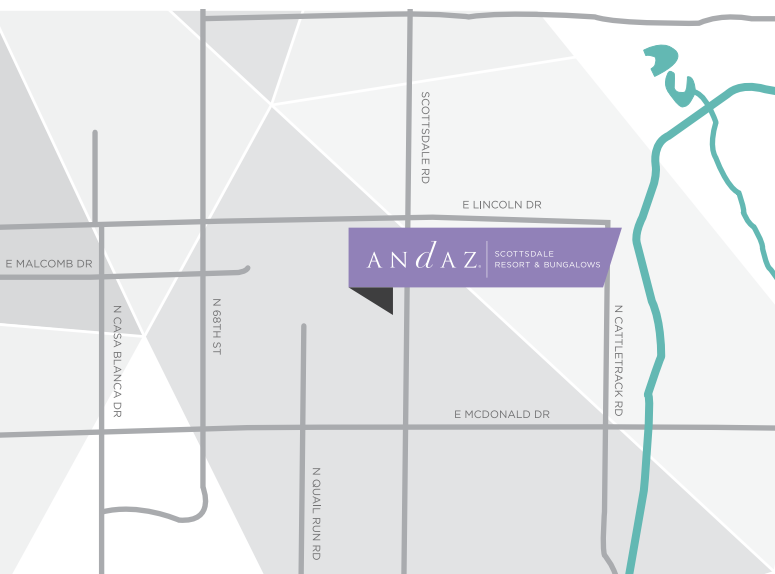 SCOTTSDALE RD
E LINCOLN DR
ANdAZ.
SCOTTSDALE
RESORT & BUNGALOWS
E MALCOMB DR
N CASA BLANCA DR
N 68TH ST
N CATTLETRACK RD
E MCDONALD DR
N QUAIL RUN RD